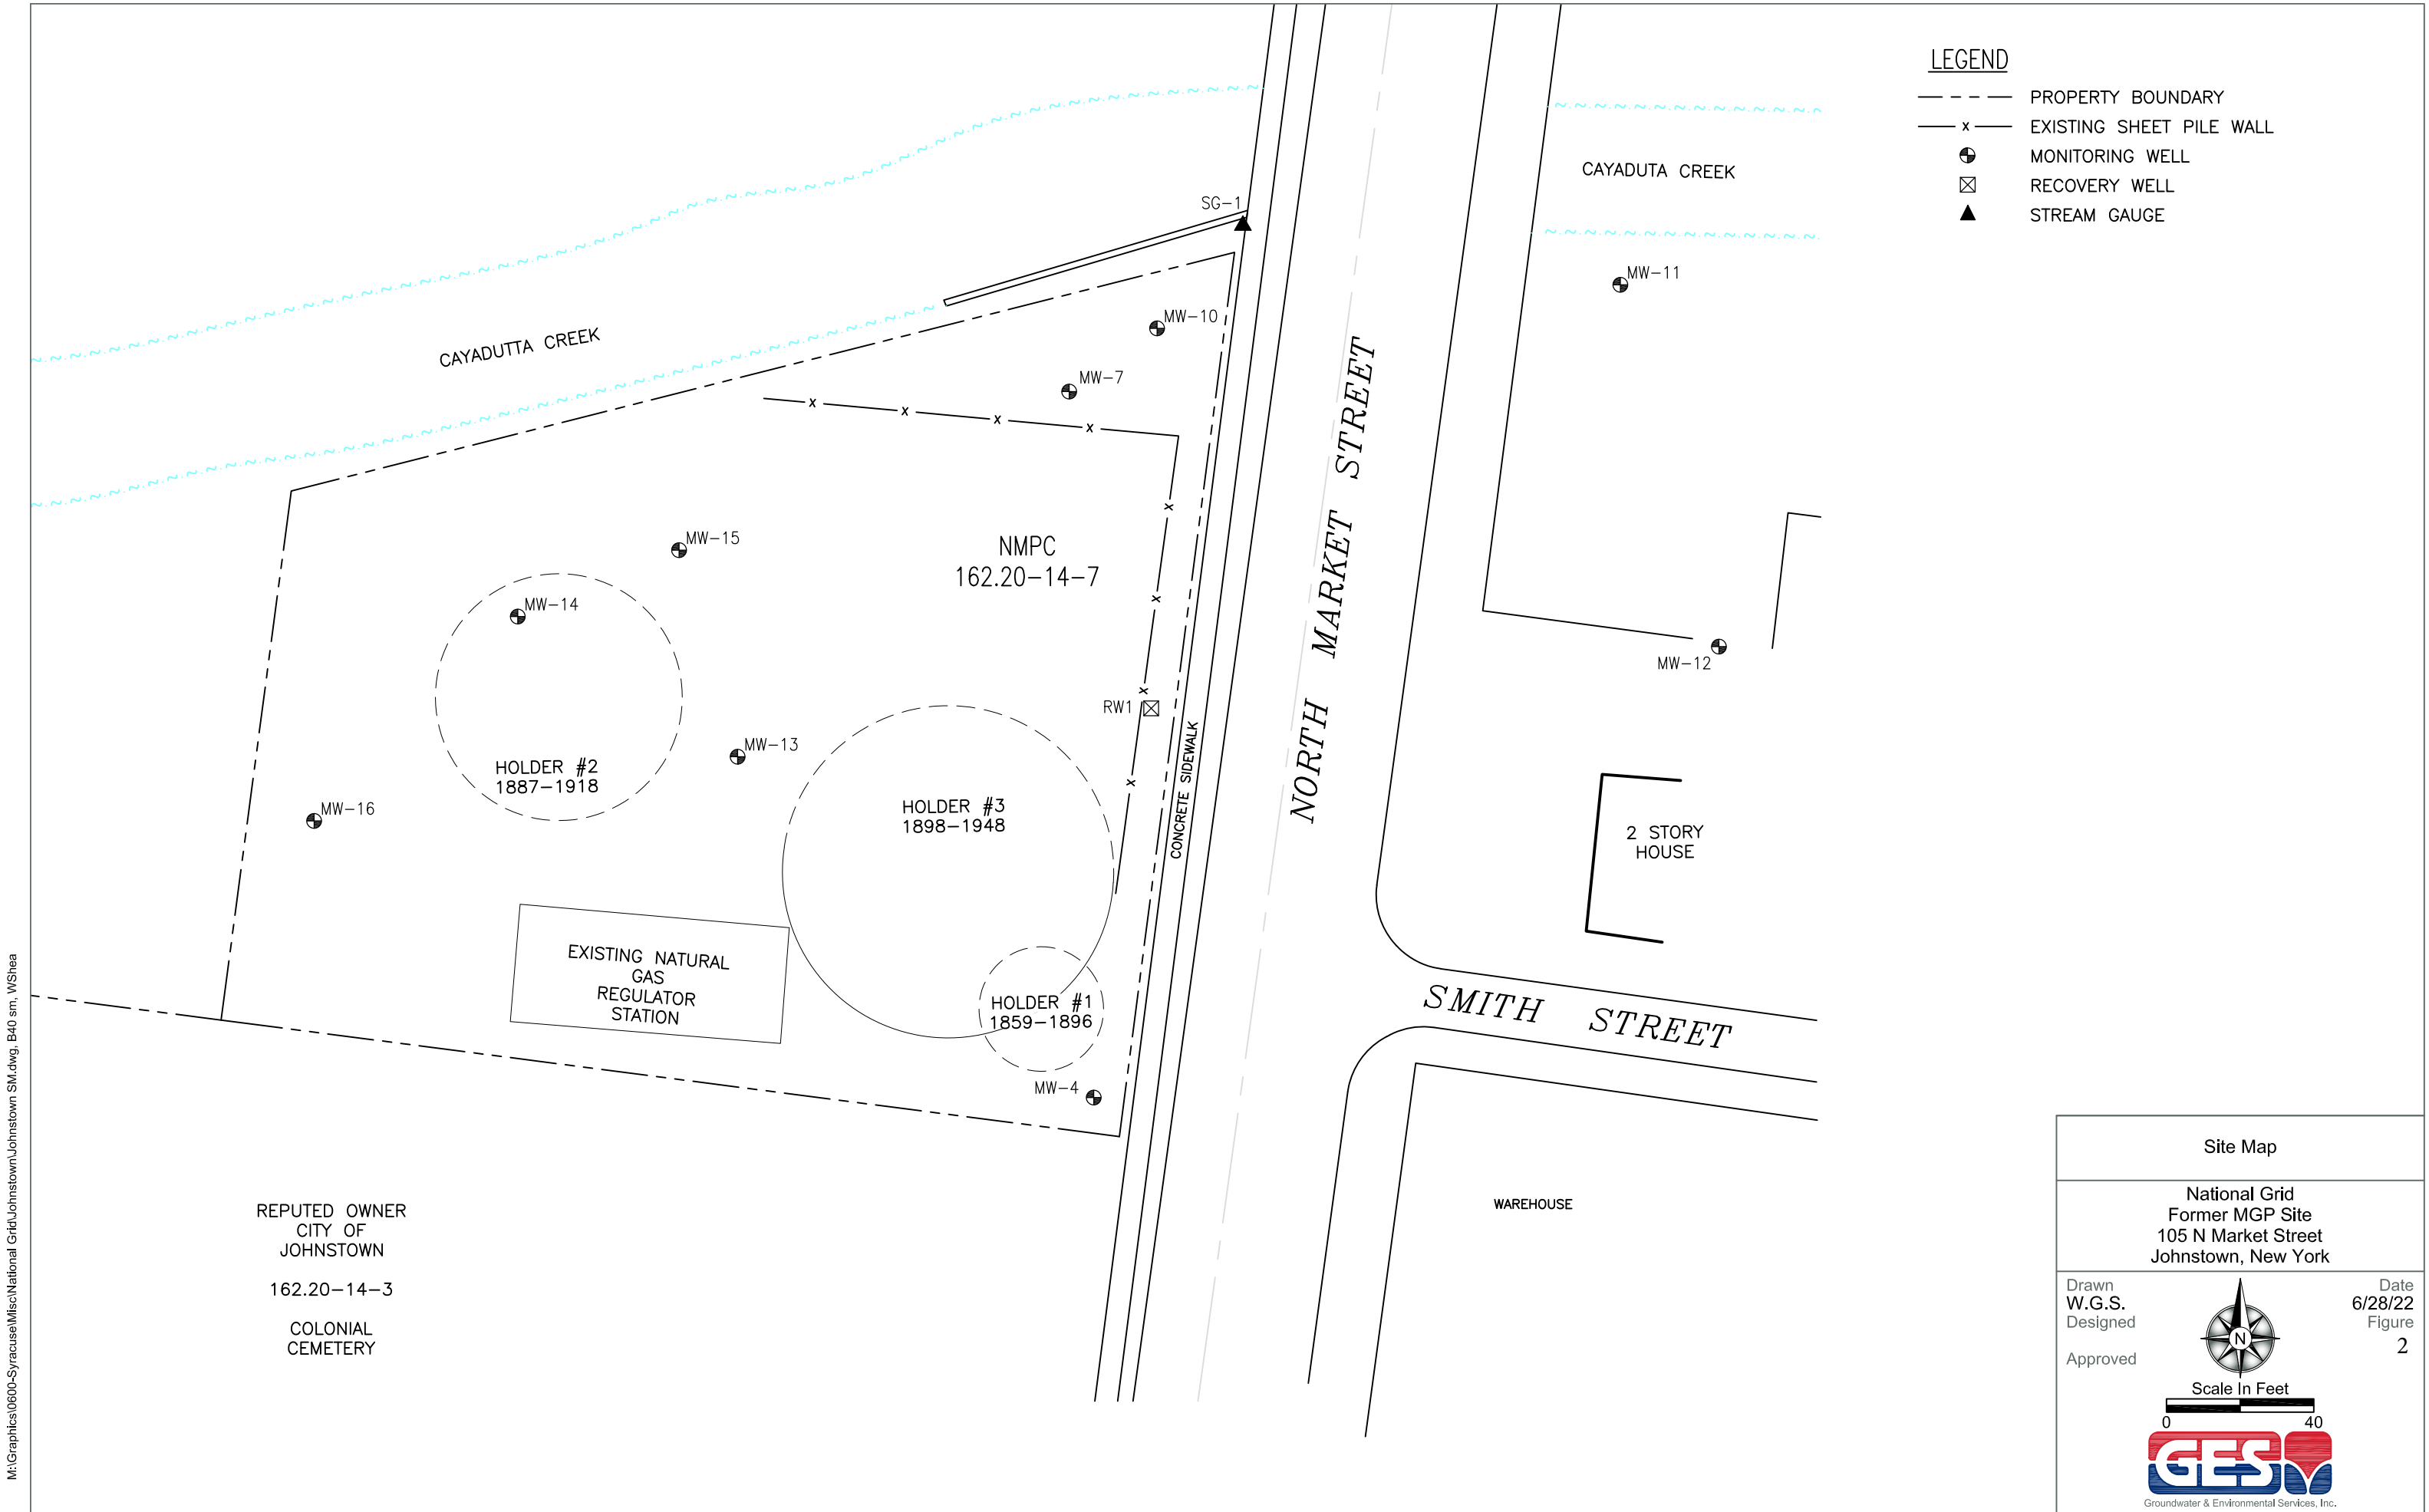 LEGEND
PROPERTY BOUNDARY
x EXISTING SHEET PILE WALL
MONITORING WELL
RECOVERY WELL
STREAM GAUGE
CAYADUTA CREEK
SG-1
MW-11
MW-10
CAYADUTTA CREEK
MW-7
x x x x
x
x
x
x
NORTH MARKET STREET
MW-15
NMPC
162.20-14-7
MW-14
MW-12
RW1
CONCRETE SIDEWALK
MW-13
HOLDER #2
1887-1918
MW-16
HOLDER #3
1898-1948
2 STORY
HOUSE
EXISTING NATURAL
GAS
REGULATOR
STATION
HOLDER #1
1859-1896
SMITH STREET
MW-4
REPUTED OWNER
CITY OF
JOHNSTOWN
162.20-14-3
COLONIAL
CEMETERY
WAREHOUSE
Site Map
National Grid
Former MGP Site
105 N Market Street
Johnstown, New York
Drawn
W.G.S.
Designed
Approved
Date
6/28/22
Figure
2
N
Scale In Feet
0 40
GES
Groundwater & Environmental Services, Inc.
M:\Graphics\0600-Syracuse\Misc\National Grid\Johnstown\Johnstown SM.dwg, B40 sm, WShea